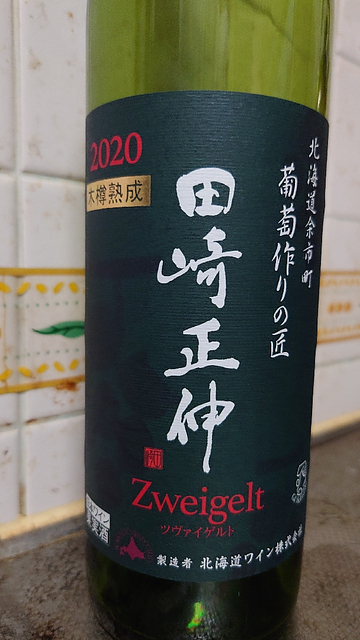 北海道余市町
葡萄作りの匠
田崎正伸
2020
木樽熟成
Zweigelt
ツヴァイゲルト
製造者 北海道ワイン株式会